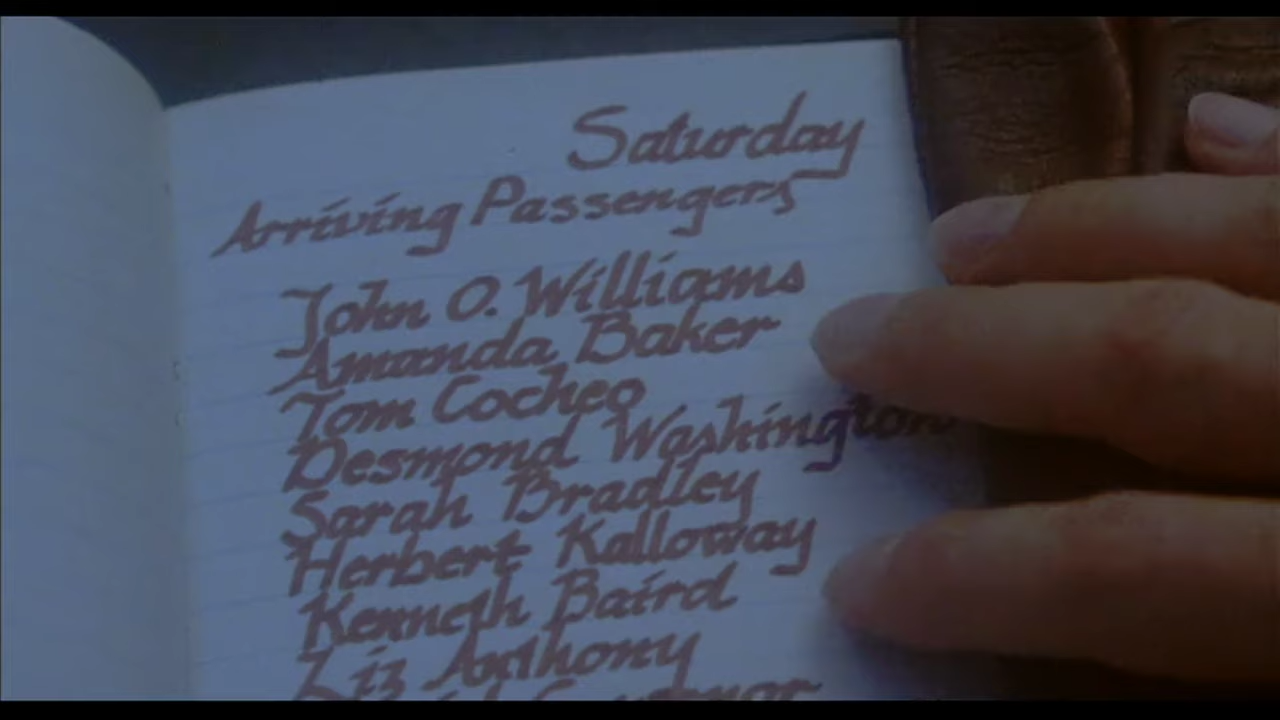 Saturday
Arriving Passengers
John O. Williams
Amanda Baker
Tom Cocheo
Desmond Washington
Sarah Bradley
Herbert Kalloway
Kenneth Baird
Liz Anthony